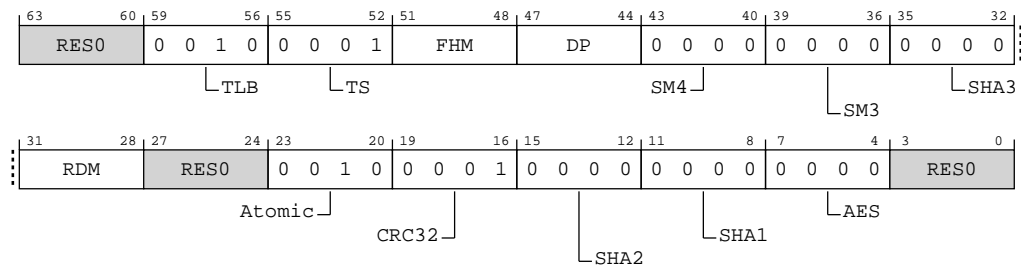 63 60 59 56 55 52 51 48 47 44 43 40 39 36 35 32
RES0 0 0 1 0 0 0 0 1 FHM DP 0 0 0 0 0 0 0 0 0 0 0 0
TLB TS SM4 SHA3
SM3
31 28 27 24 23 20 19 16 15 12 11 8 7 4 3 0
RDM RES0 0 0 1 0 0 0 0 1 0 0 0 0 0 0 0 0 0 0 0 0 RES0
Atomic SHA1 AES
CRC32
SHA2